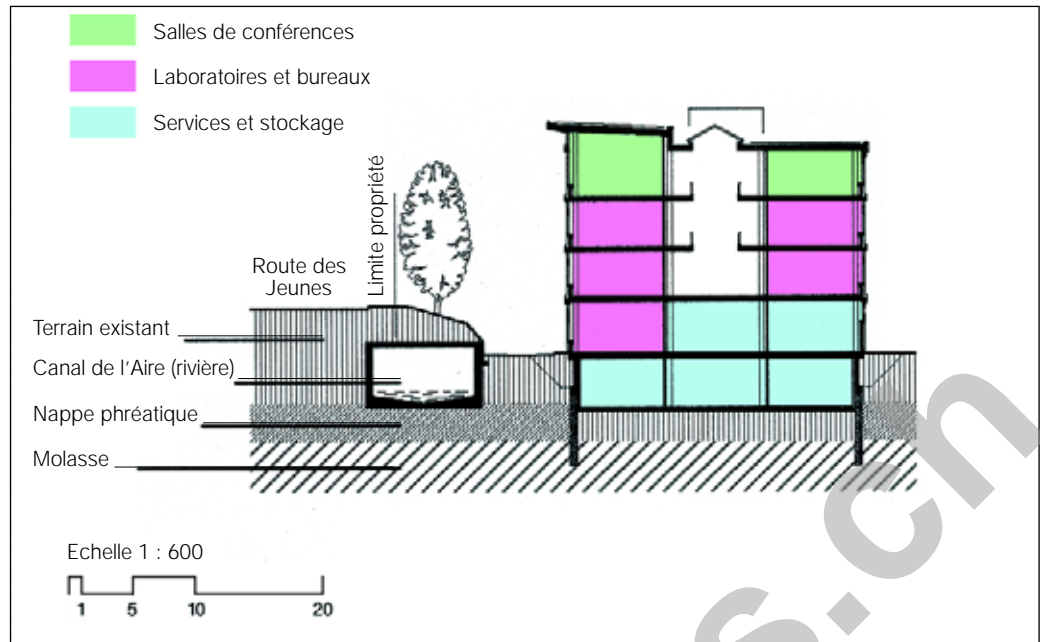 Salles de conférences
Laboratoires et bureaux
Services et stockage
Limite propriété
Route des
Jeunes
Terrain existant
Canal de l'Aire (rivière)
Nappe phréatique
Molasse
Echelle 1 : 600
1 5 10 20
s.cn